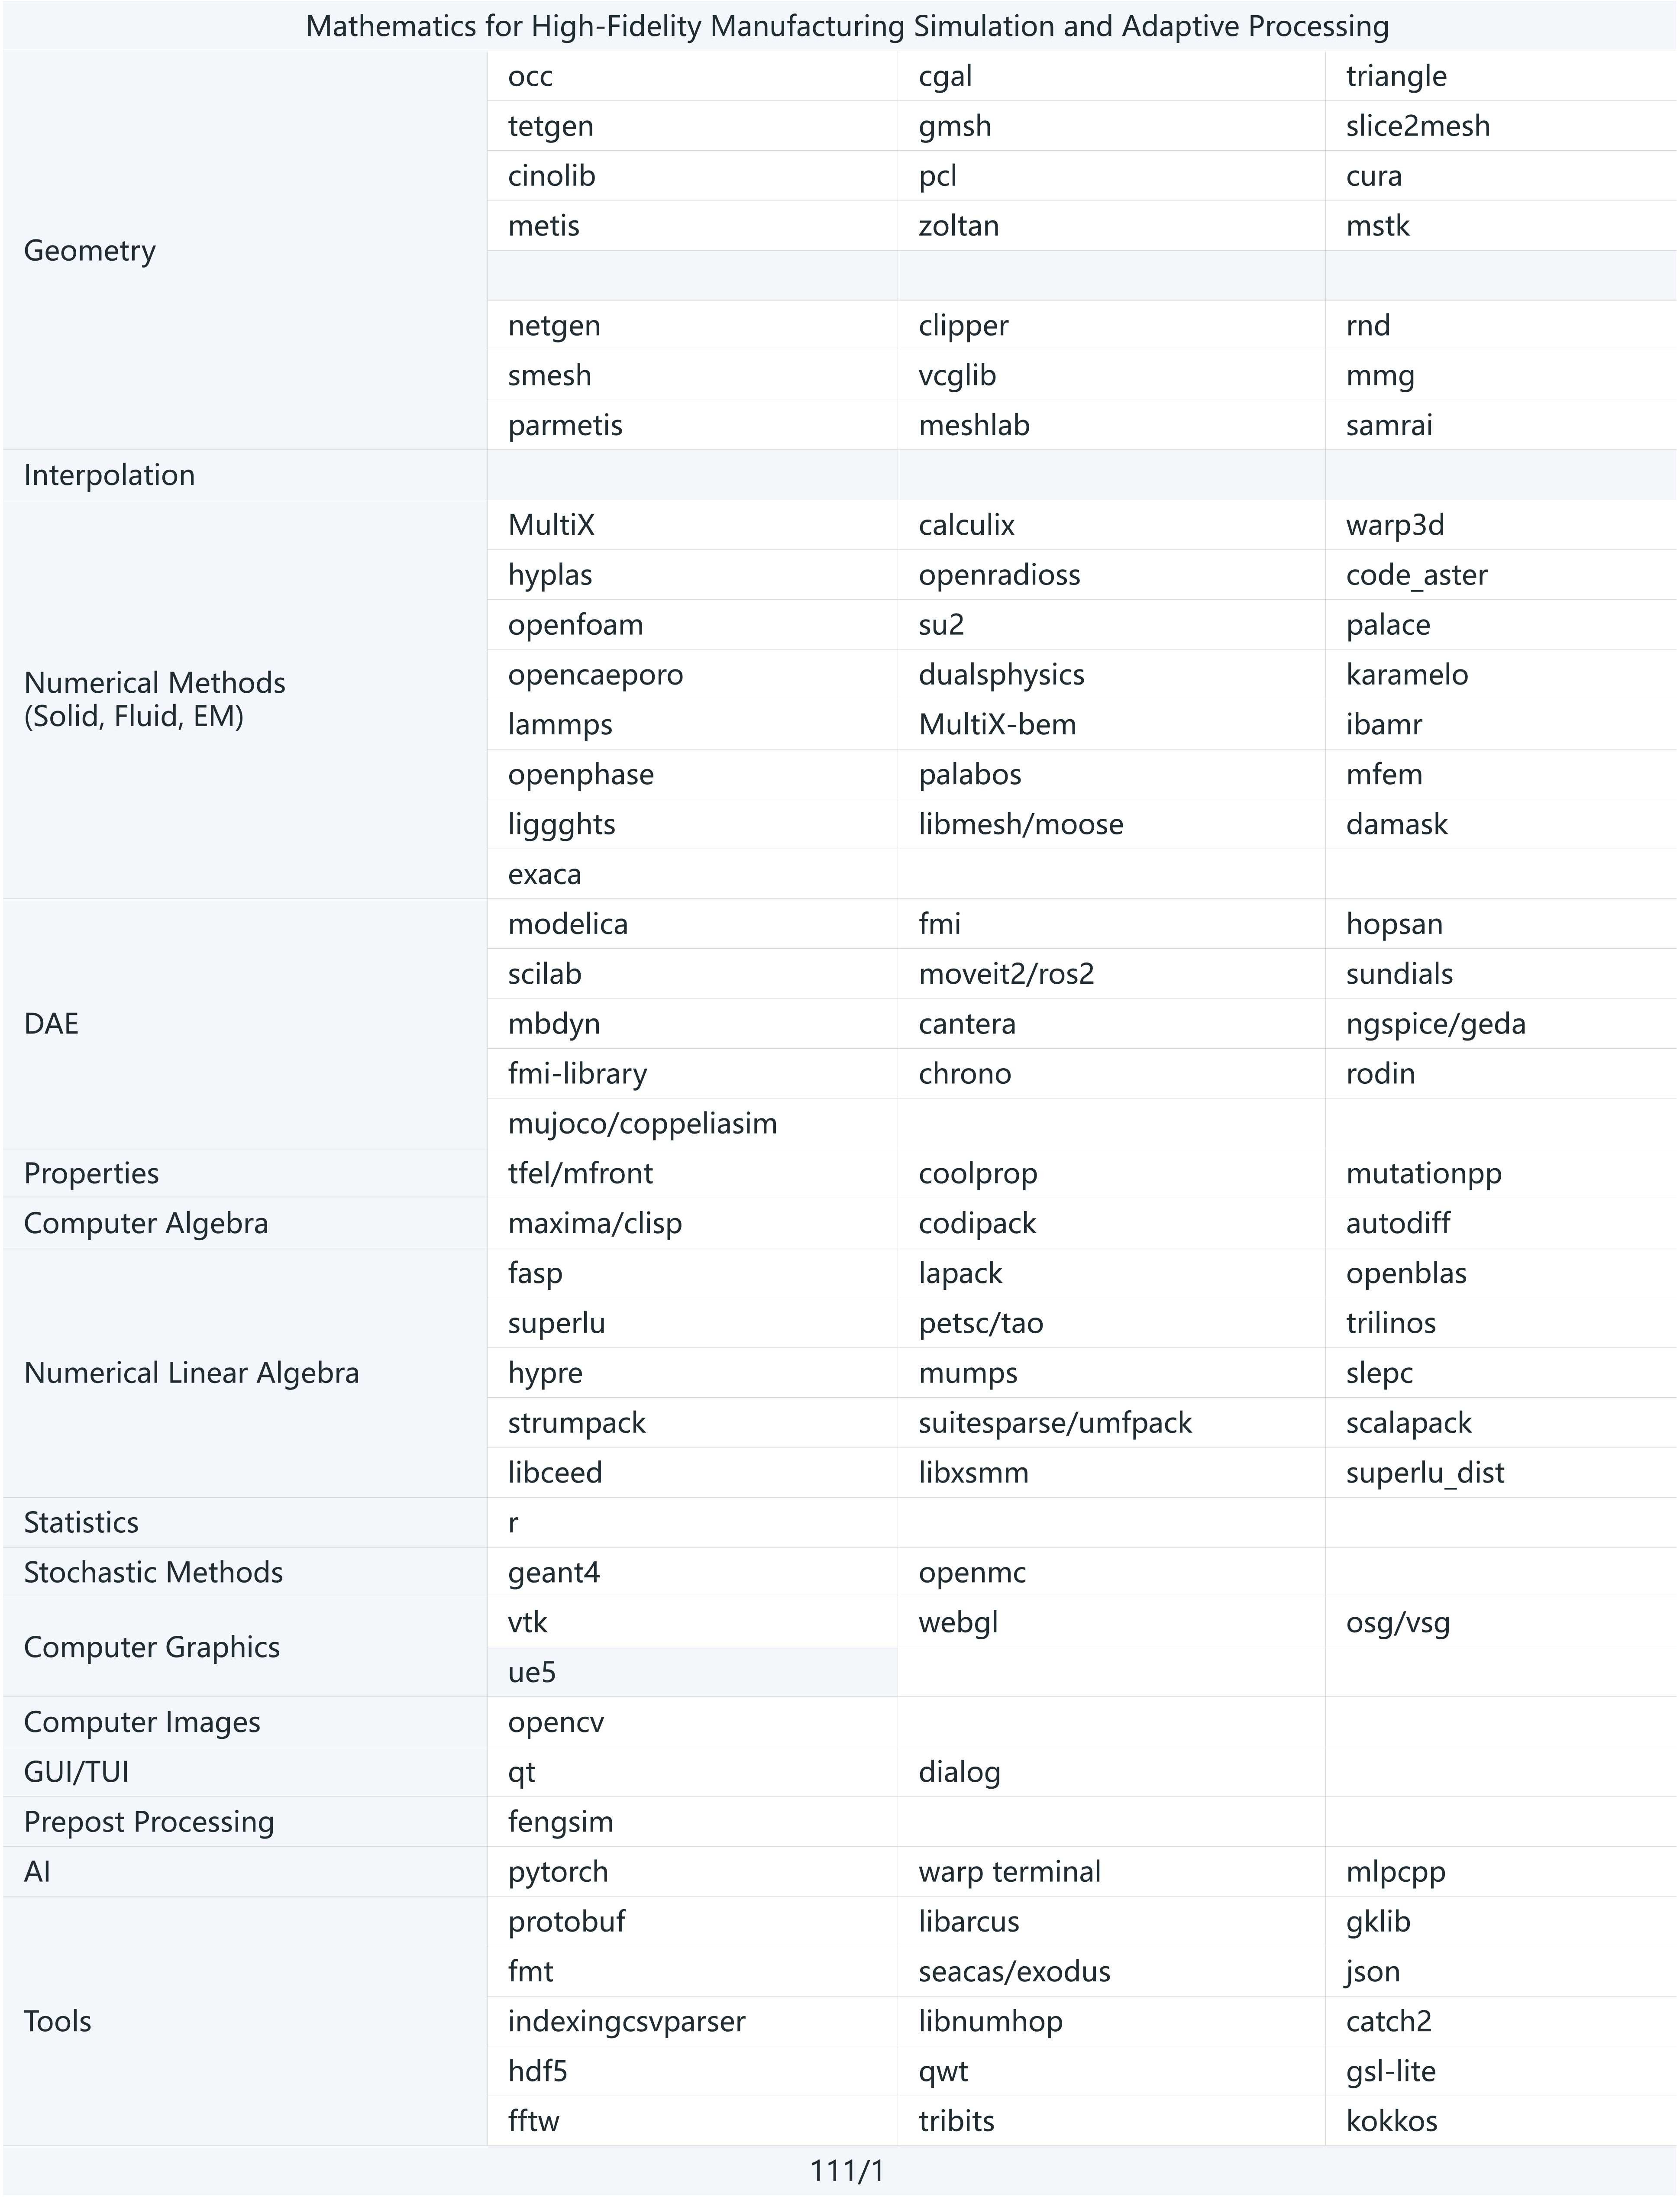 Mathematics for High-Fidelity Manufacturing Simulation and Adaptive Processing
Geometry
occ cgal triangle
tetgen gmsh slice2mesh
cinolib pcl cura
metis zoltan mstk
netgen clipper rnd
smesh vcglib mmg
parmetis meshlab samrai
Interpolation
Numerical Methods
(Solid, Fluid, EM)
MultiX calculix warp3d
hyplas openradioss code_aster
openfoam su2 palace
opencaeporo dualsphysics karamelo
lammps MultiX-bem ibamr
openphase palabos mfem
liggghts libmesh/moose damask
exaca
DAE
modelica fmi hopsan
scilab moveit2/ros2 sundials
mbdyn cantera ngspice/geda
fmi-library chrono rodin
mujoco/coppeliasim
Properties tfel/mfront coolprop mutationpp
Computer Algebra maxima/clisp codipack autodiff
Numerical Linear Algebra
fasp lapack openblas
superlu petsc/tao trilinos
hypre mumps slepc
strumpack suitesparse/umfpack scalapack
libceed libxsmm superlu_dist
Statistics r
Stochastic Methods geant4 openmc
Computer Graphics
vtk webgl osg/vsg
ue5
Computer Images opencv
GUI/TUI qt dialog
Prepost Processing fengsim
AI pytorch warp terminal mlpcpp
Tools
protobuf libarcus gklib
fmt seacas/exodus json
indexingcsvparser libnumhop catch2
hdf5 qwt gsl-lite
fftw tribits kokkos
111/1